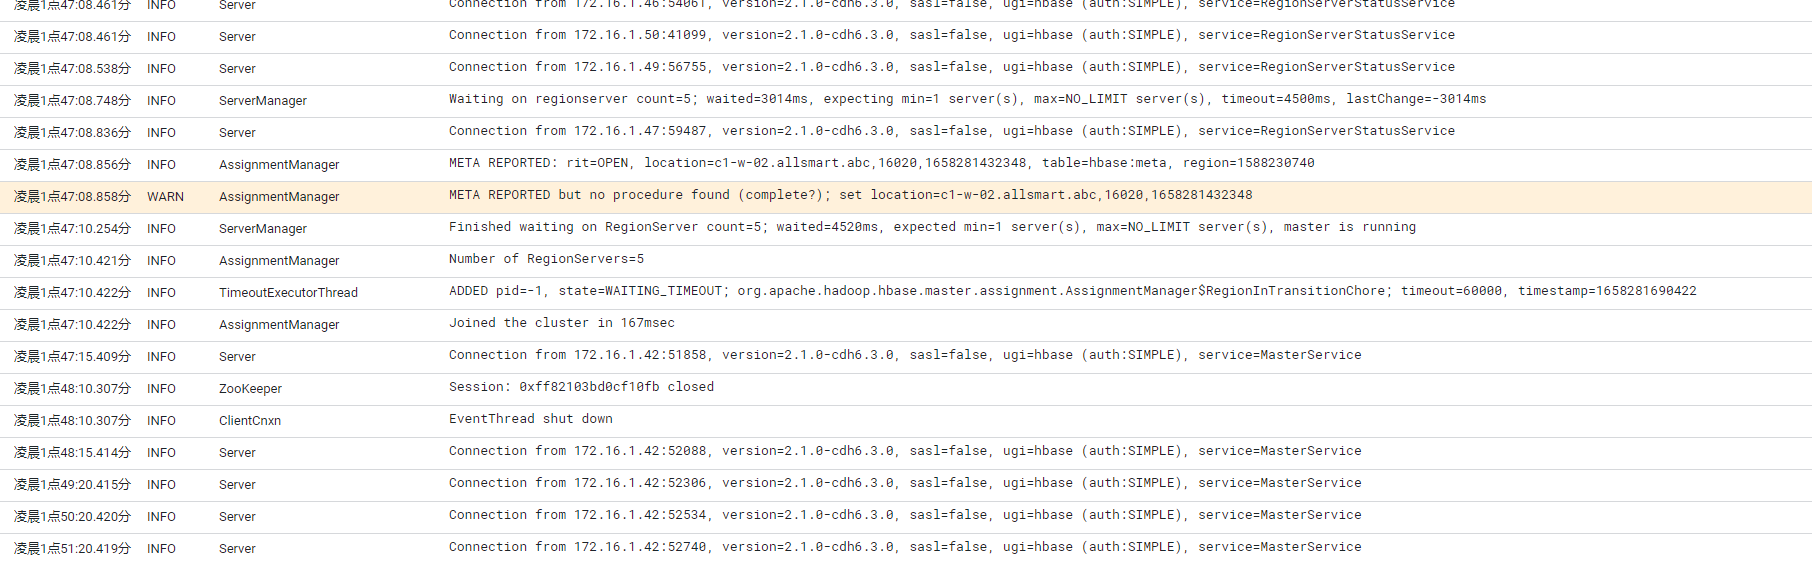 凌晨1点47:08.461分 INFO Server Connection from 172.16.1.46:54061, version=2.1.0-cdh6.3.0, sasl=false, ugi=hbase (auth:SIMPLE), service=RegionServerStatusService
凌晨1点47:08.461分 INFO Server Connection from 172.16.1.50:41099, version=2.1.0-cdh6.3.0, sasl=false, ugi=hbase (auth:SIMPLE), service=RegionServerStatusService
凌晨1点47:08.538分 INFO Server Connection from 172.16.1.49:56755, version=2.1.0-cdh6.3.0, sasl=false, ugi=hbase (auth:SIMPLE), service=RegionServerStatusService
凌晨1点47:08.748分 INFO ServerManager Waiting on regionserver count=5; waited=3014ms, expecting min=1 server(s), max=NO_LIMIT server(s), timeout=4500ms, lastChange=-3014ms
凌晨1点47:08.836分 INFO Server Connection from 172.16.1.47:59487, version=2.1.0-cdh6.3.0, sasl=false, ugi=hbase (auth:SIMPLE), service=RegionServerStatusService
凌晨1点47:08.856分 INFO AssignmentManager META REPORTED: rit=OPEN, location=c1-w-02.allsmart.abc,16020,1658281432348, table=hbase:meta, region=1588230740
凌晨1点47:08.858分 WARN AssignmentManager META REPORTED but no procedure found (complete?); set location=c1-w-02.allsmart.abc,16020,1658281432348
凌晨1点47:10.254分 INFO ServerManager Finished waiting on RegionServer count=5; waited=4520ms, expected min=1 server(s), max=NO_LIMIT server(s), master is running
凌晨1点47:10.421分 INFO AssignmentManager Number of RegionServers=5
凌晨1点47:10.422分 INFO TimeoutExecutorThread ADDED pid=-1, state=WAITING_TIMEOUT; org.apache.hadoop.hbase.master.assignment.AssignmentManager$RegionInTransitionChore; timeout=60000, timestamp=1658281690422
凌晨1点47:10.422分 INFO AssignmentManager Joined the cluster in 167msec
凌晨1点47:15.409分 INFO Server Connection from 172.16.1.42:51858, version=2.1.0-cdh6.3.0, sasl=false, ugi=hbase (auth:SIMPLE), service=MasterService
凌晨1点48:10.307分 INFO ZooKeeper Session: 0xff82103bd0cf10fb closed
凌晨1点48:10.307分 INFO ClientCnxn EventThread shut down
凌晨1点48:15.414分 INFO Server Connection from 172.16.1.42:52088, version=2.1.0-cdh6.3.0, sasl=false, ugi=hbase (auth:SIMPLE), service=MasterService
凌晨1点49:20.415分 INFO Server Connection from 172.16.1.42:52306, version=2.1.0-cdh6.3.0, sasl=false, ugi=hbase (auth:SIMPLE), service=MasterService
凌晨1点50:20.420分 INFO Server Connection from 172.16.1.42:52534, version=2.1.0-cdh6.3.0, sasl=false, ugi=hbase (auth:SIMPLE), service=MasterService
凌晨1点51:20.419分 INFO Server Connection from 172.16.1.42:52740, version=2.1.0-cdh6.3.0, sasl=false, ugi=hbase (auth:SIMPLE), service=MasterService